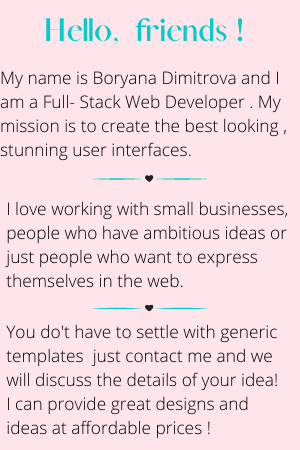 Hello, friends !
My name is Boryana Dimitrova and I
am a Full- Stack Web Developer . My
mission is to create the best looking ,
stunning user interfaces.
I love working with small businesses,
people who have ambitious ideas or
just people who want to express
themselves in the web.
You do't have to settle with generic
templates  just contact me and we
will discuss the details of your idea!
I can provide great designs and
ideas at affordable prices !